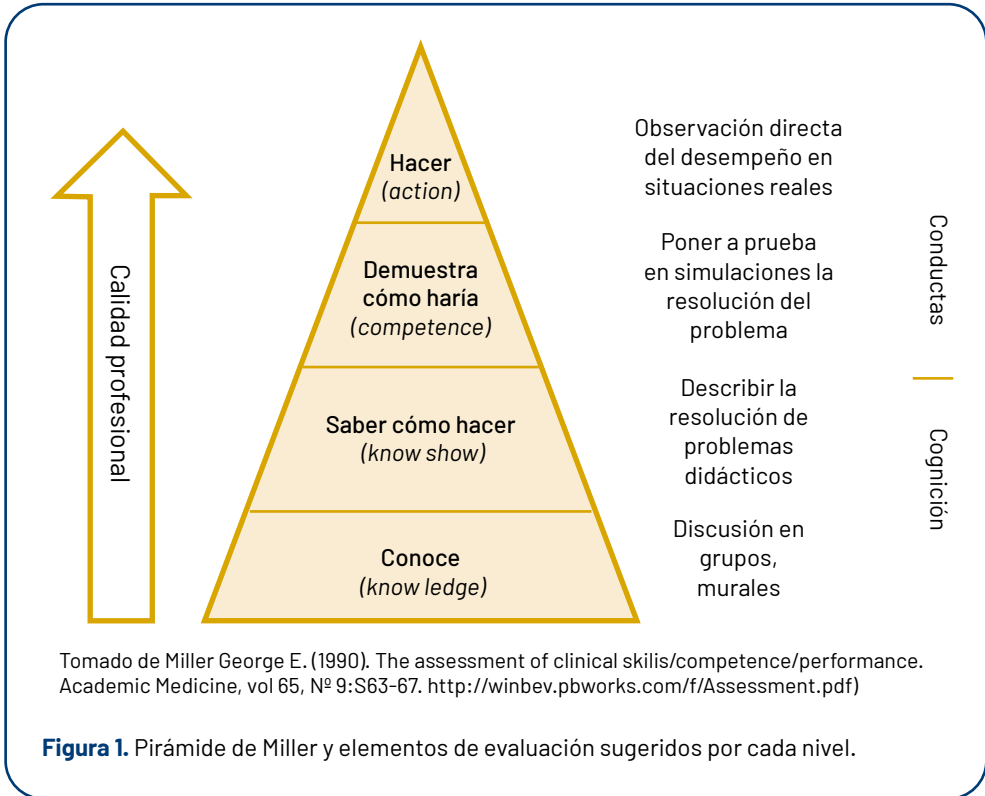 Calidad profesional
Hacer
(action)
Demuestra
cómo haría
(competence)
Saber cómo hacer
(know show)
Conoce
(know ledge)
Observación directa
del desempeño en
situaciones reales
Poner a prueba
en simulaciones la
resolución del
problema
Describir la
resolución de
problemas
didácticos
Discusión en
grupos,
murales
Conductas
Cognición
Tomado de Miller George E. (1990). The assessment of clinical skilis/competence/performance.
Academic Medicine, vol 65, Nº 9:S63-67. http://winbev.pbworks.com/f/Assessment.pdf)
Figura 1. Pirámide de Miller y elementos de evaluación sugeridos por cada nivel.